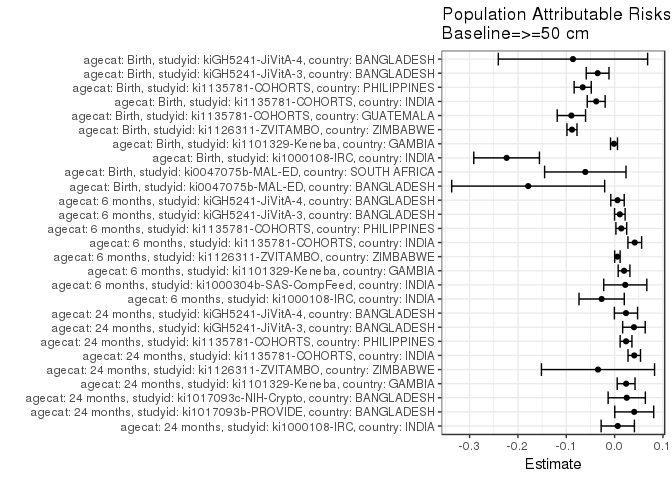 Population Attributable Risks
Baseline=>=50 cm
agecat: Birth, studyid: kiGH5241-JiVitA-4, country: BANGLADESH
agecat: Birth, studyid: kiGH5241-JiVitA-3, country: BANGLADESH
agecat: Birth, studyid: ki1135781-COHORTS, country: PHILIPPINES
agecat: Birth, studyid: ki1135781-COHORTS, country: INDIA
agecat: Birth, studyid: ki1135781-COHORTS, country: GUATEMALA
agecat: Birth, studyid: ki1126311-ZVITAMBO, country: ZIMBABWE
agecat: Birth, studyid: ki1101329-Keneba, country: GAMBIA
agecat: Birth, studyid: ki1000108-IRC, country: INDIA
agecat: Birth, studyid: ki0047075b-MAL-ED, country: SOUTH AFRICA
agecat: Birth, studyid: ki0047075b-MAL-ED, country: BANGLADESH
agecat: 6 months, studyid: kiGH5241-JiVitA-4, country: BANGLADESH
agecat: 6 months, studyid: kiGH5241-JiVitA-3, country: BANGLADESH
agecat: 6 months, studyid: ki1135781-COHORTS, country: PHILIPPINES
agecat: 6 months, studyid: ki1135781-COHORTS, country: INDIA
agecat: 6 months, studyid: ki1126311-ZVITAMBO, country: ZIMBABWE
agecat: 6 months, studyid: ki1101329-Keneba, country: GAMBIA
agecat: 6 months, studyid: ki1000304b-SAS-CompFeed, country: INDIA
agecat: 6 months, studyid: ki1000108-IRC, country: INDIA
agecat: 24 months, studyid: kiGH5241-JiVitA-4, country: BANGLADESH
agecat: 24 months, studyid: kiGH5241-JiVitA-3, country: BANGLADESH
agecat: 24 months, studyid: ki1135781-COHORTS, country: PHILIPPINES
agecat: 24 months, studyid: ki1135781-COHORTS, country: INDIA
agecat: 24 months, studyid: ki1126311-ZVITAMBO, country: ZIMBABWE
agecat: 24 months, studyid: ki1101329-Keneba, country: GAMBIA
agecat: 24 months, studyid: ki1017093c-NIH-Crypto, country: BANGLADESH
agecat: 24 months, studyid: ki1017093b-PROVIDE, country: BANGLADESH
agecat: 24 months, studyid: ki1000108-IRC, country: INDIA
-0.3 -0.2 -0.1 0.0 0.1
Estimate